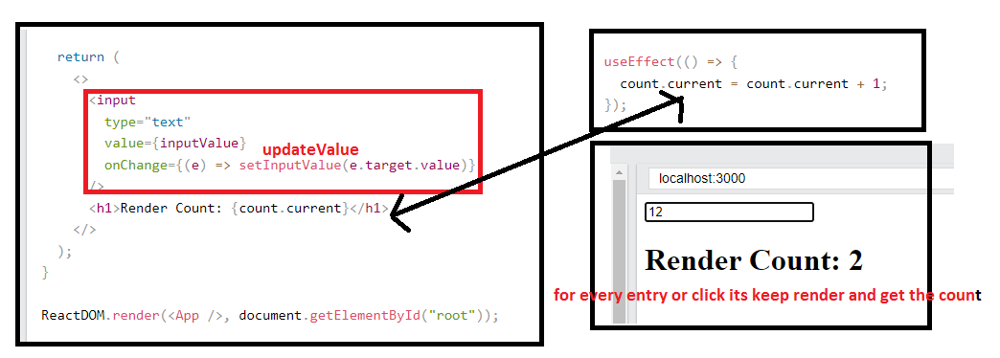 return (
<>
<input
type="text"
value={inputValue}
updateValue
onChange={(e) => setInputValue(e.target.value)}
/>
<h1>Render Count: {count.current}</h1>
</>
);
}
ReactDOM.render(<App />, document.getElementById("root"));
useEffect(() => {
count.current = count.current + 1;
});
localhost:3000
12
Render Count: 2
for every entry or click its keep render and get the count